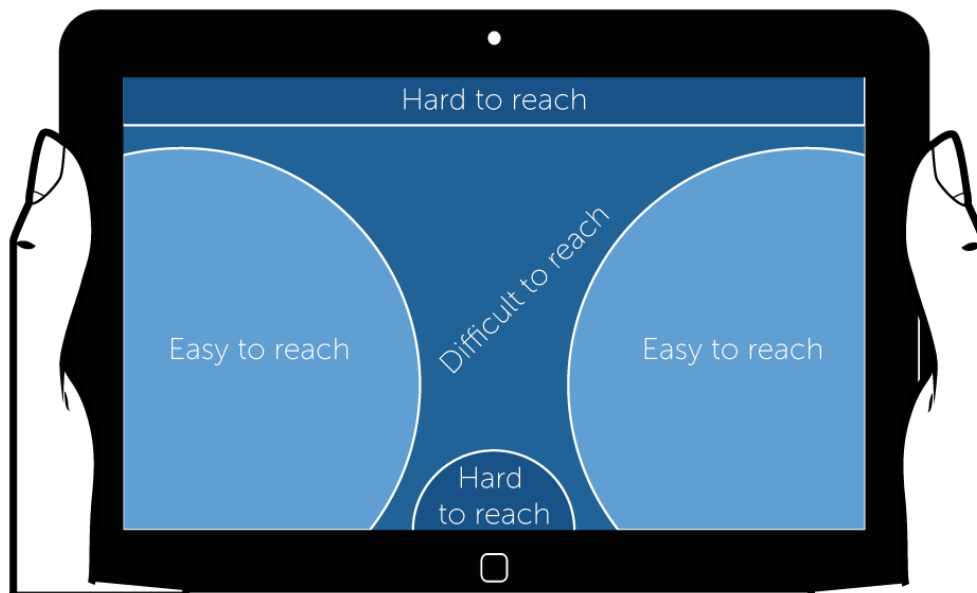 Hard to reach
Difficult to reach
Easy to reach
Easy to reach
Hard
to reach